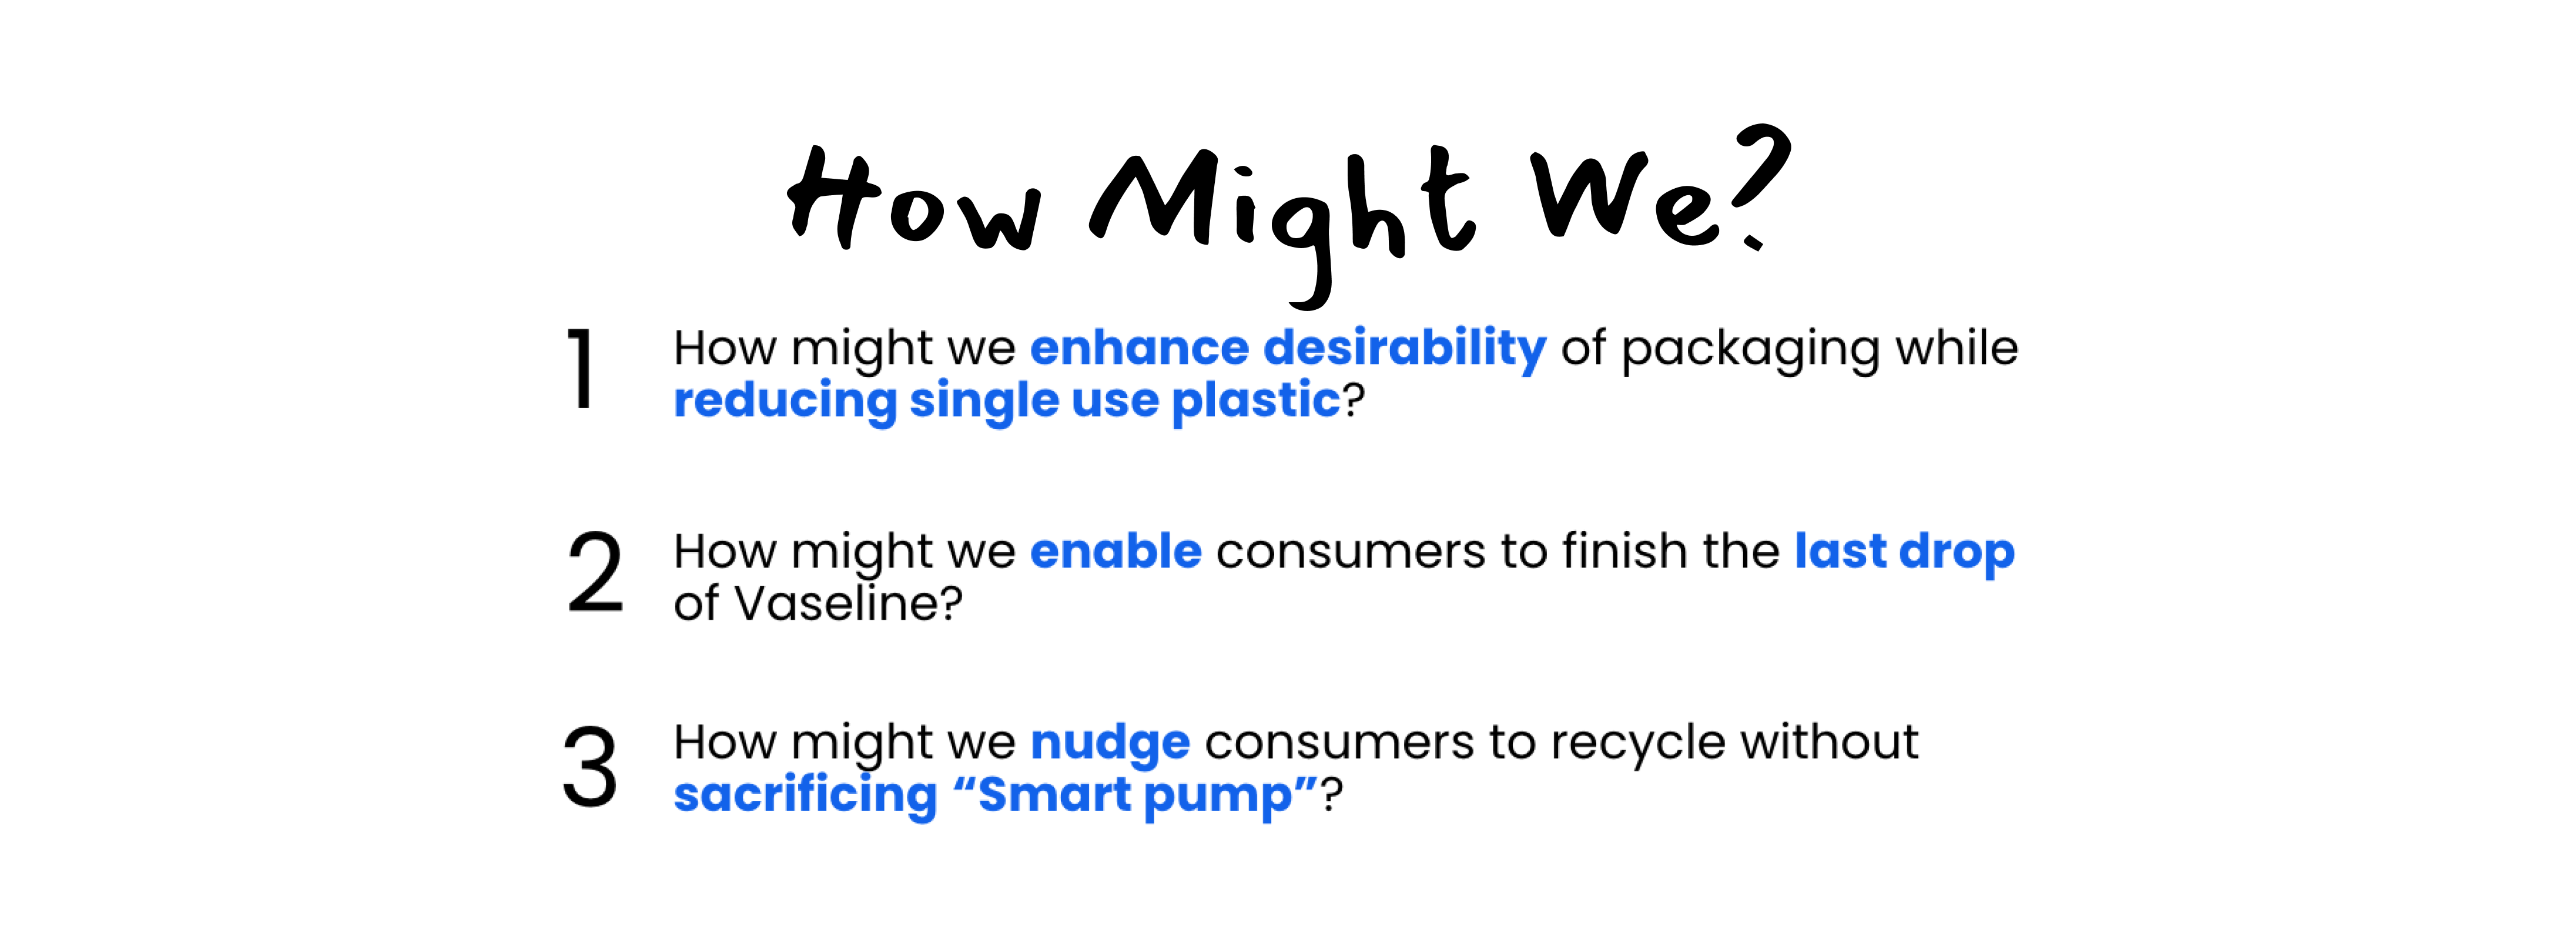 How Might We?
1
How might we enhance desirability of packaging while
reducing single use plastic?
2
How might we enable consumers to finish the last drop
of Vaseline?
3
How might we nudge consumers to recycle without
sacrificing “Smart pump”?